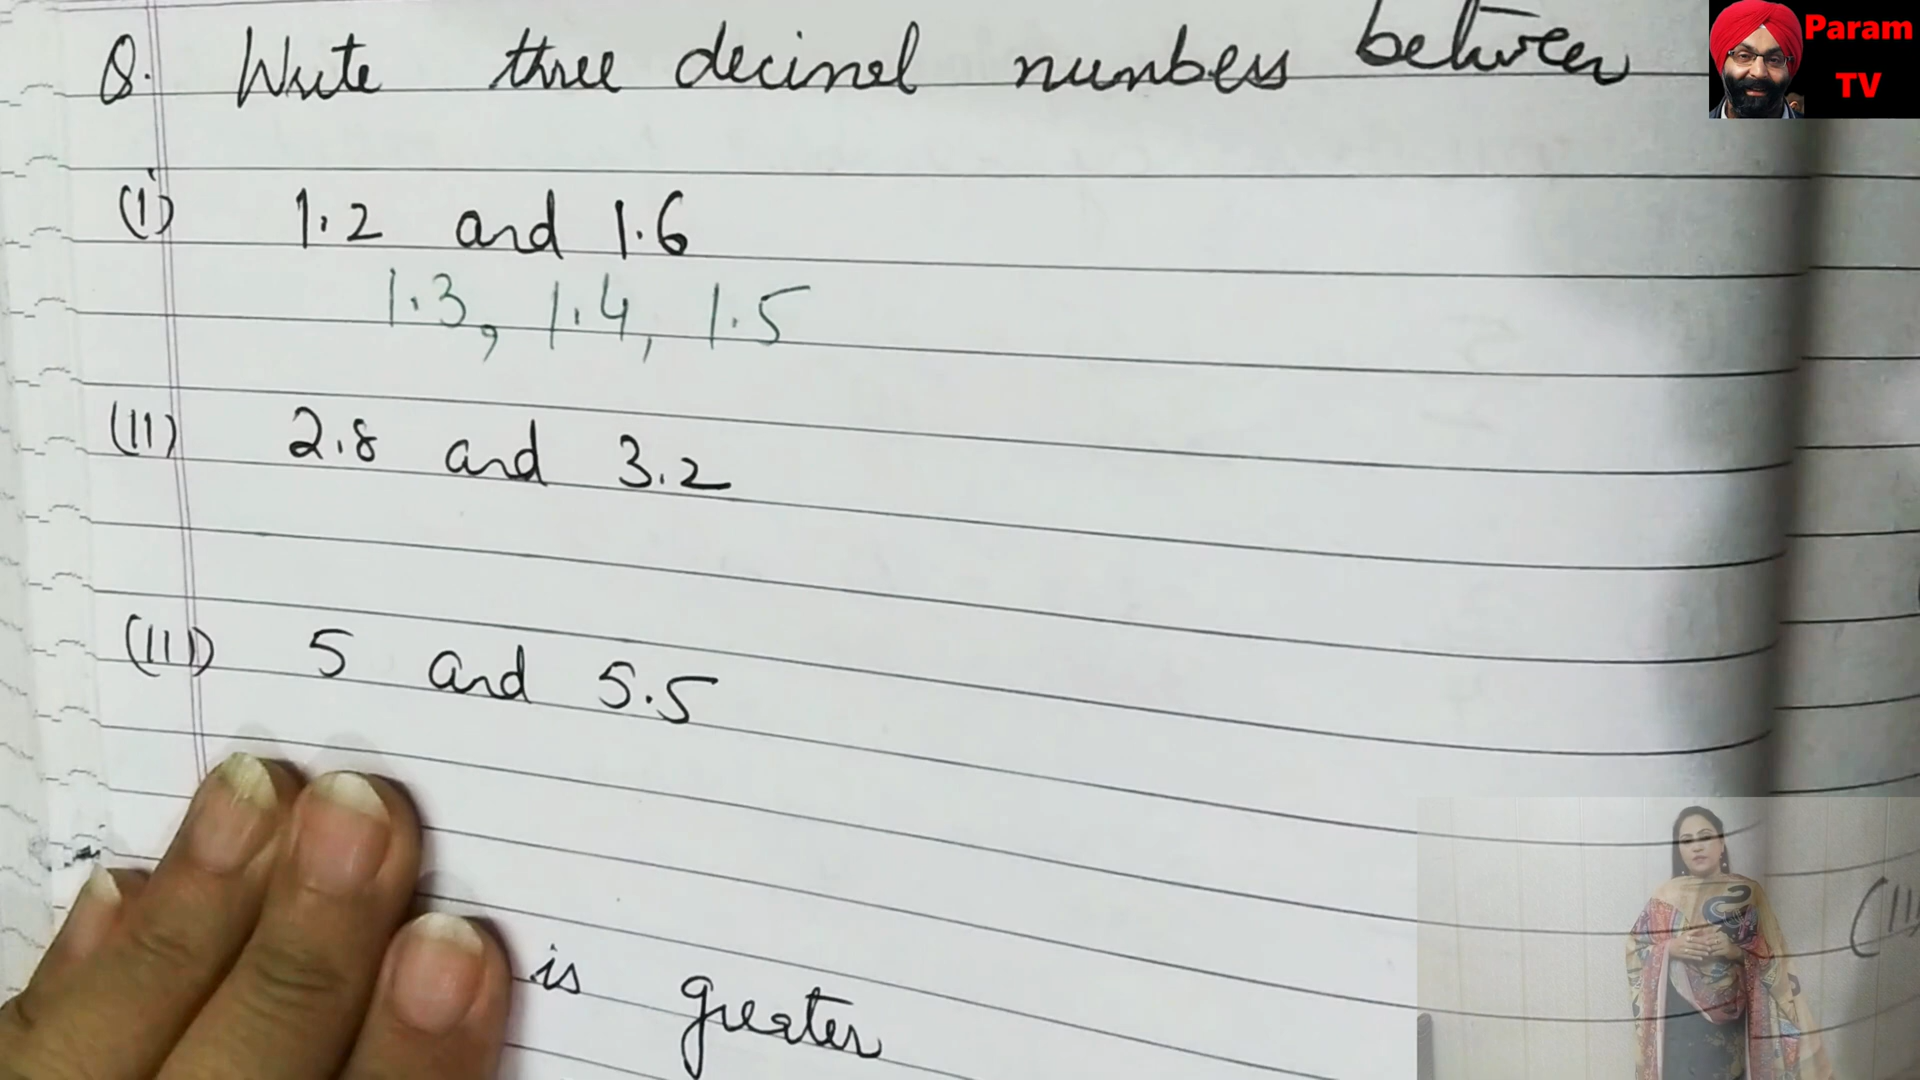 Q. Write three decimal numbers between
Param
TV
(i) 1.2 and 1.6
1.3, 1.4, 1.5
(II) 2.8 and 3.2
(III) 5 and 5.5
is greater